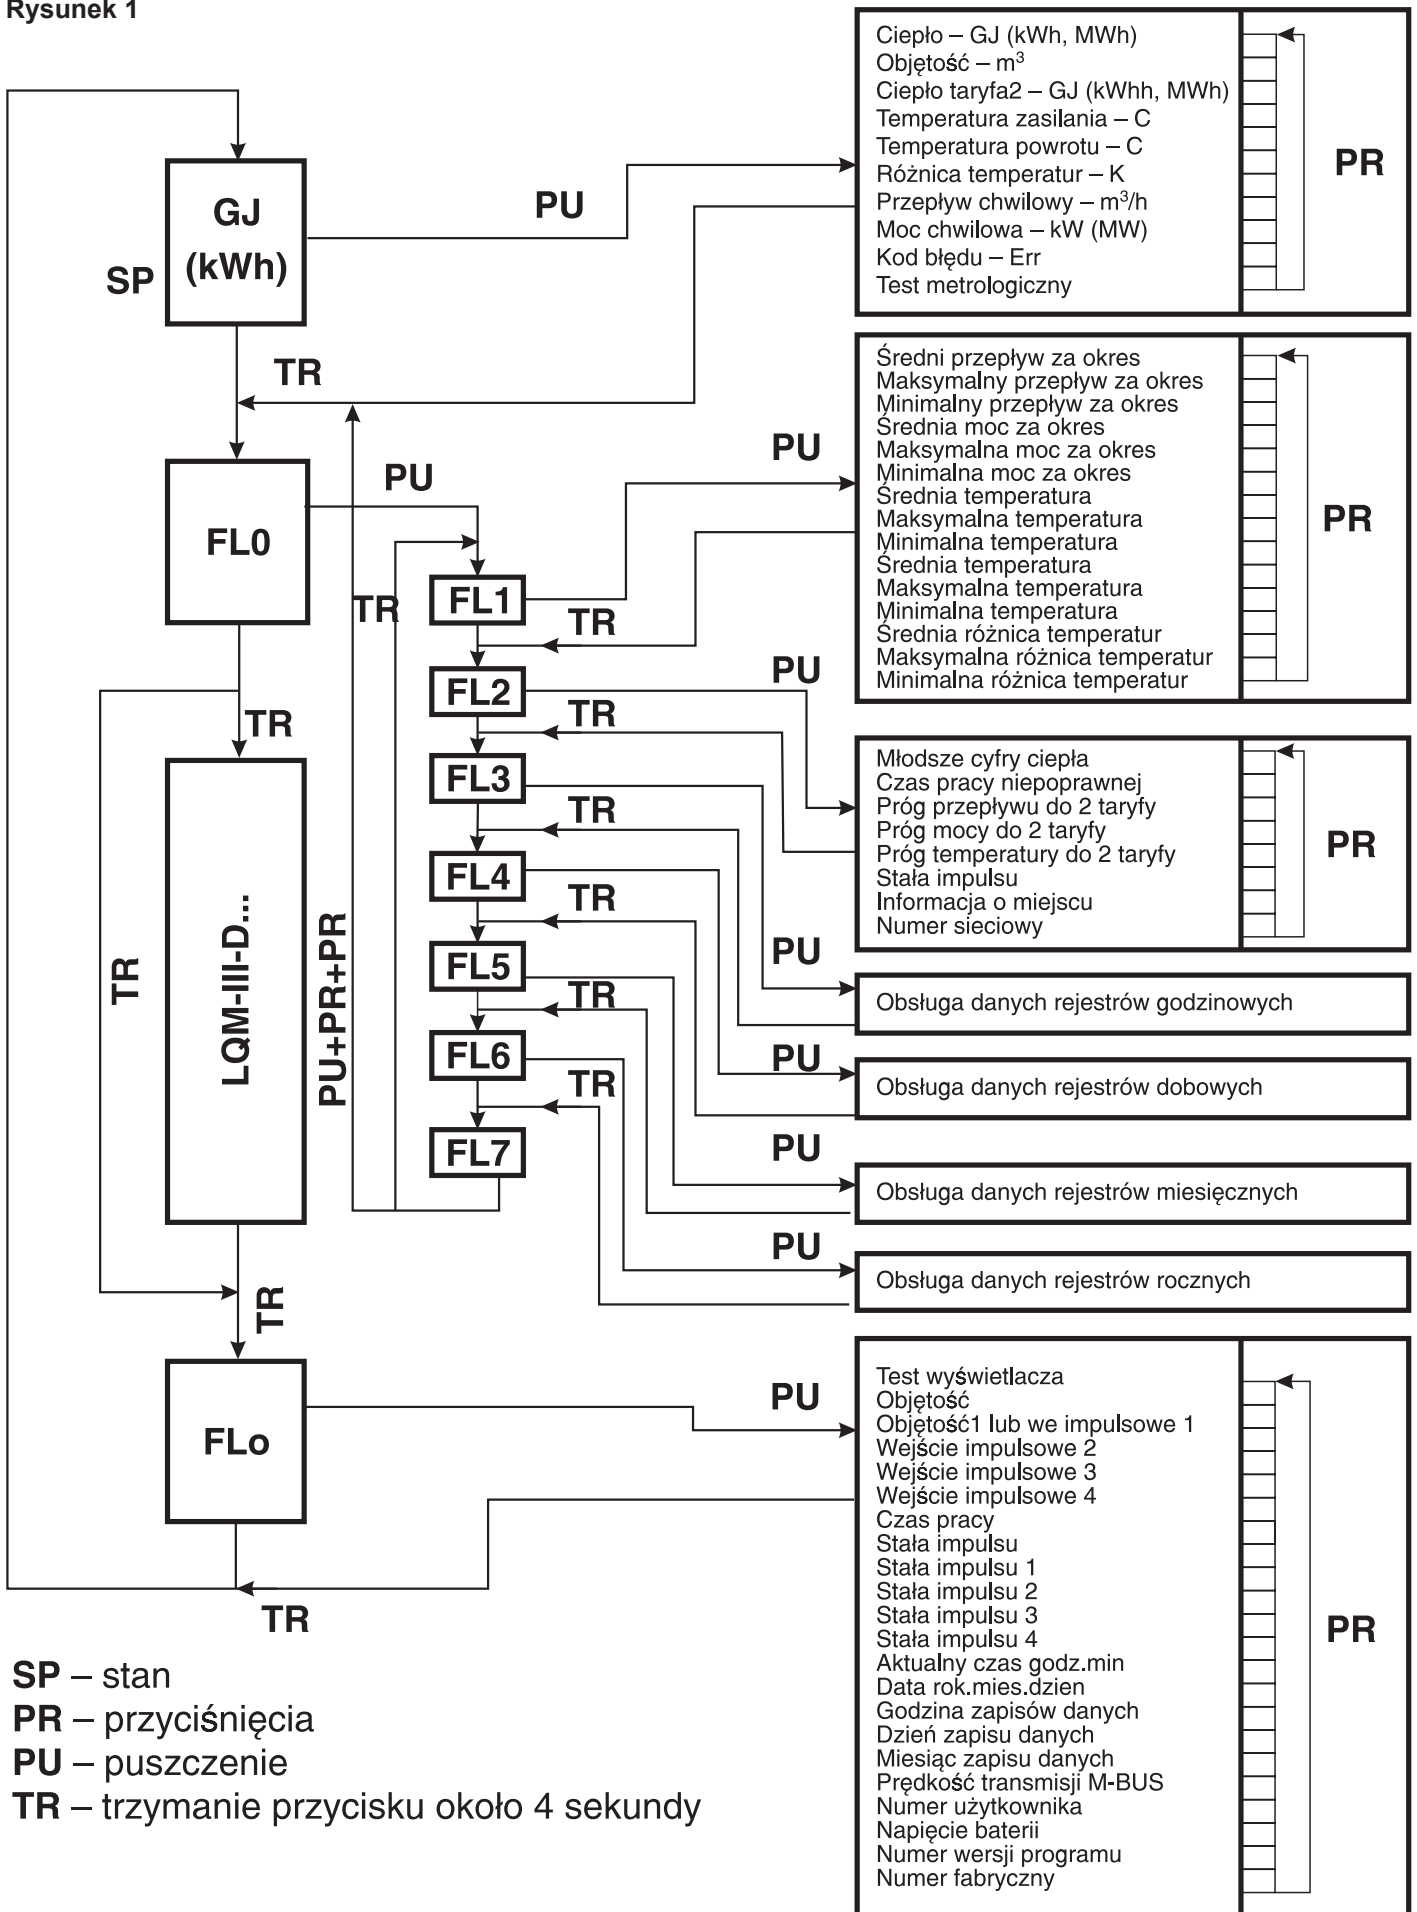 Rysunek 1
Ciepło – GJ (kWh, MWh)
Objętość – m³
Ciepło taryfa2 – GJ (kWhh, MWh)
Temperatura zasilania – C
Temperatura powrotu – C
Różnica temperatur – K
Przepływ chwilowy – m³/h
Moc chwilowa – kW (MW)
Kod błędu – Err
Test metrologiczny
PR
GJ
(kWh)
SP
PU
TR
Średni przepływ za okres
Maksymalny przepływ za okres
Minimalny przepływ za okres
Średnia moc za okres
Maksymalna moc za okres
Minimalna moc za okres
Średnia temperatura
Maksymalna temperatura
Minimalna temperatura
Średnia temperatura
Maksymalna temperatura
Minimalna temperatura
Średnia różnica temperatur
Maksymalna różnica temperatur
Minimalna różnica temperatur
PR
PU
FL0
PU
TR
FL1
TR
FL2
PU
TR
TR
FL3
TR
FL4
TR
FL5
TR
FL6
TR
FL7
Młodsze cyfry ciepła
Czas pracy niepoprawnej
Próg przepływu do 2 taryfy
Próg mocy do 2 taryfy
Próg temperatury do 2 taryfy
Stała impulsu
Informacja o miejscu
Numer sieciowy
PR
PU
Obsługa danych rejestrów godzinowych
PU
Obsługa danych rejestrów dobowych
PU
Obsługa danych rejestrów miesięcznych
PU
Obsługa danych rejestrów rocznych
TR
LQM-III-D...
PU+PR+PR
TR
FLo
PU
Test wyświetlacza
Objętość
Objętość1 lub we impulsowe 1
Wejście impulsowe 2
Wejście impulsowe 3
Wejście impulsowe 4
Czas pracy
Stała impulsu
Stała impulsu 1
Stała impulsu 2
Stała impulsu 3
Stała impulsu 4
Aktualny czas godz.min
Data rok.mies.dzien
Godzina zapisów danych
Dzień zapisu danych
Miesiąc zapisu danych
Prędkość transmisji M-BUS
Numer użytkownika
Napięcie baterii
Numer wersji programu
Numer fabryczny
PR
TR
SP – stan
PR – przyciśnięcia
PU – puszczenie
TR – trzymanie przycisku około 4 sekundy